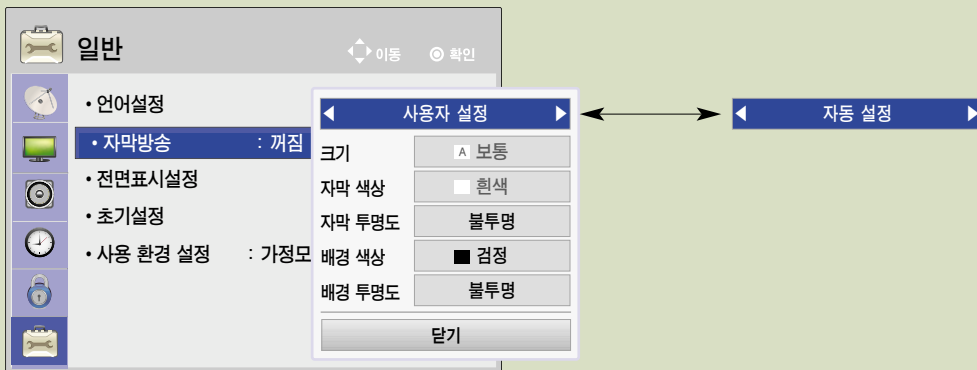 일반
이동 확인
• 언어설정
• 자막방송 : 꺼짐
• 전면표시설정
• 초기설정
• 사용 환경 설정 : 가정모
사용자 설정
크기 A 보통
자막 색상 흰색
자막 투명도 불투명
배경 색상 검정
배경 투명도 불투명
닫기
자동 설정